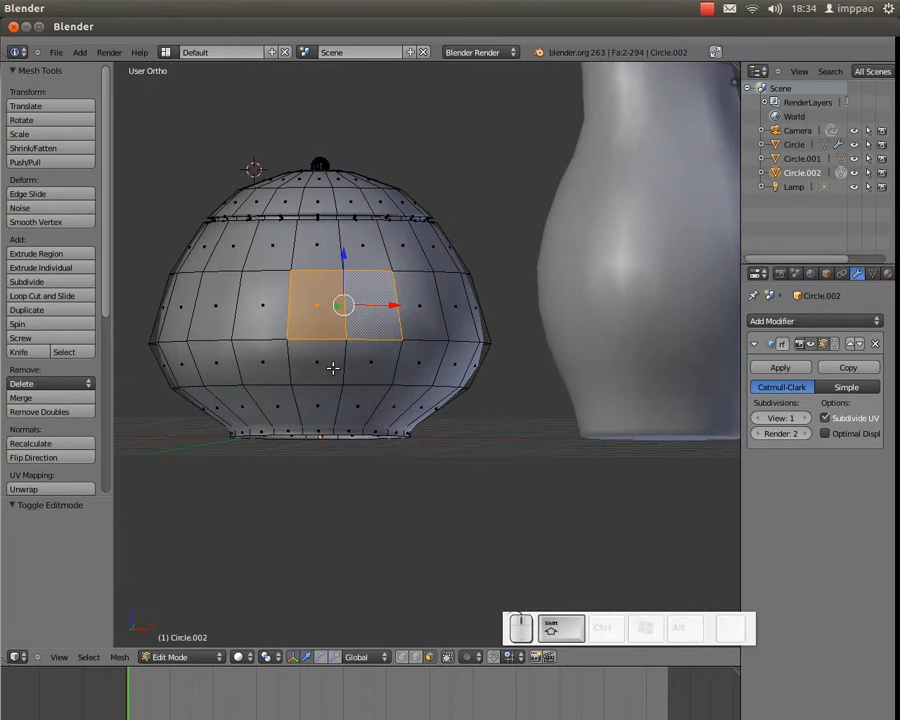 Blender
18:34
imppao
Blender
File
Add
Render
Help
Default
Scene
Blender Render
blender.org 263 | Fa:2-294 | Circle.002
Mesh Tools
Transform:
Translate
Rotate
Scale
Shrink/Fatten
Push/Pull
Deform:
Edge Slide
Noise
Smooth Vertex
Add:
Extrude Region
Extrude Individual
Subdivide
Loop Cut and Slide
Duplicate
Spin
Screw
Knife
Select
Remove:
Delete
Merge
Remove Doubles
Normals:
Recalculate
Flip Direction
UV Mapping:
Unwrap
Toggle Editmode
User Ortho
(1) Circle.002
Shift
Ctrl
Alt
View
Select
Mesh
Edit Mode
Global
View
Search
All Scenes
Scene
RenderLayers
World
Camera
Circle
Circle.001
Circle.002
Lamp
Circle.002
Add Modifier
rf
Apply
Copy
Catmull-Clark
Simple
Subdivisions:
Options:
View: 1
Subdivide UV
Render: 2
Optimal Displ